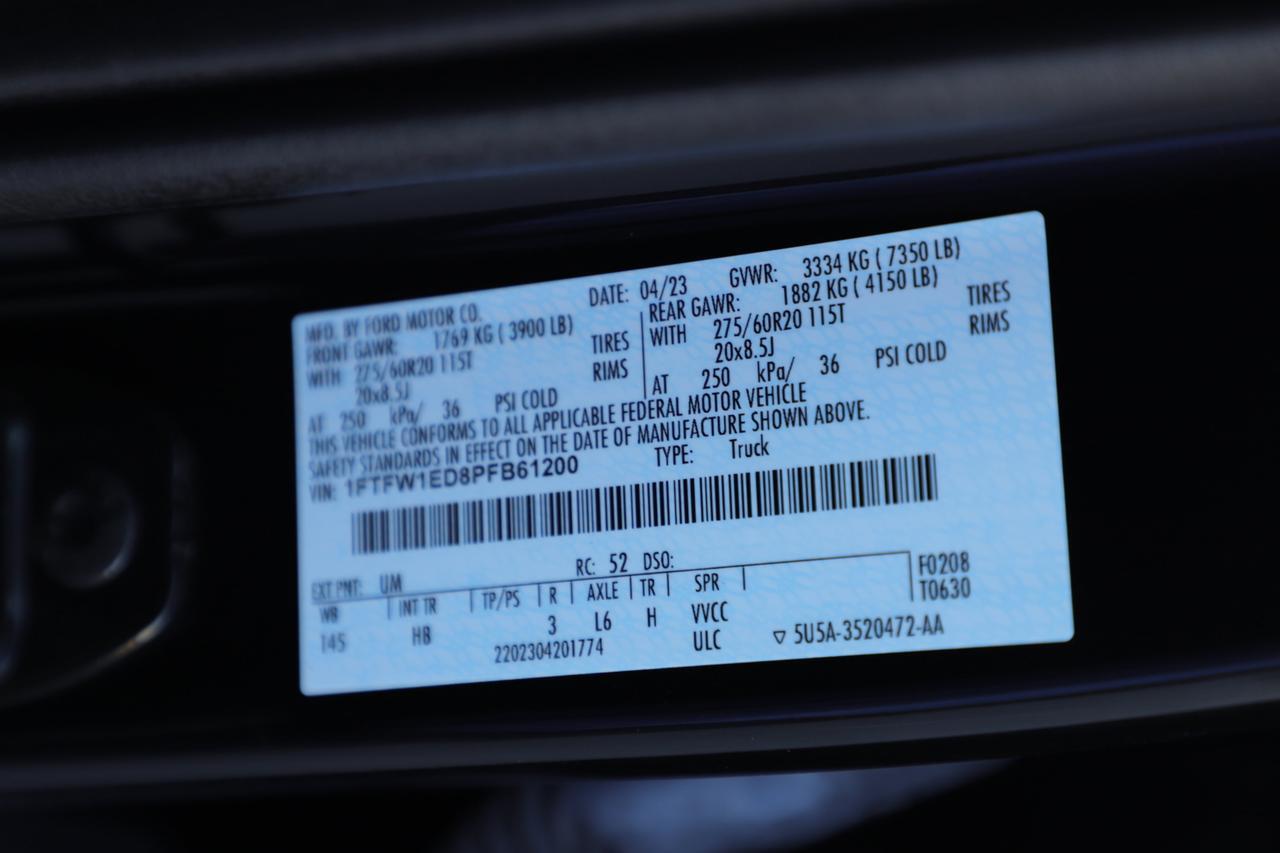 MFD. BY FORD MOTOR CO.
DATE: 04/23 GVWR: 3334 KG ( 7350 LB)
FRONT GAWR: 1769 KG ( 3900 LB)
WITH 275/60R20 115T TIRES
20x8.5J RIMS
AT 250 kPa/ 36 PSI COLD
REAR GAWR: 1882 KG ( 4150 LB)
WITH 275/60R20 115T TIRES
20x8.5J RIMS
AT 250 kPa/ 36 PSI COLD
THIS VEHICLE CONFORMS TO ALL APPLICABLE FEDERAL MOTOR VEHICLE
SAFETY STANDARDS IN EFFECT ON THE DATE OF MANUFACTURE SHOWN ABOVE.
VIN: 1FTFW1ED8PFB61200 TYPE: Truck
EXT PNT: UM RC: 52 DSO:
WB INT TR TP/PS R AXLE TR SPR F0208
T0630
145 HB 3 L6 H VVCC
2202304201774 ULC ▽ 5U5A-3520472-AA